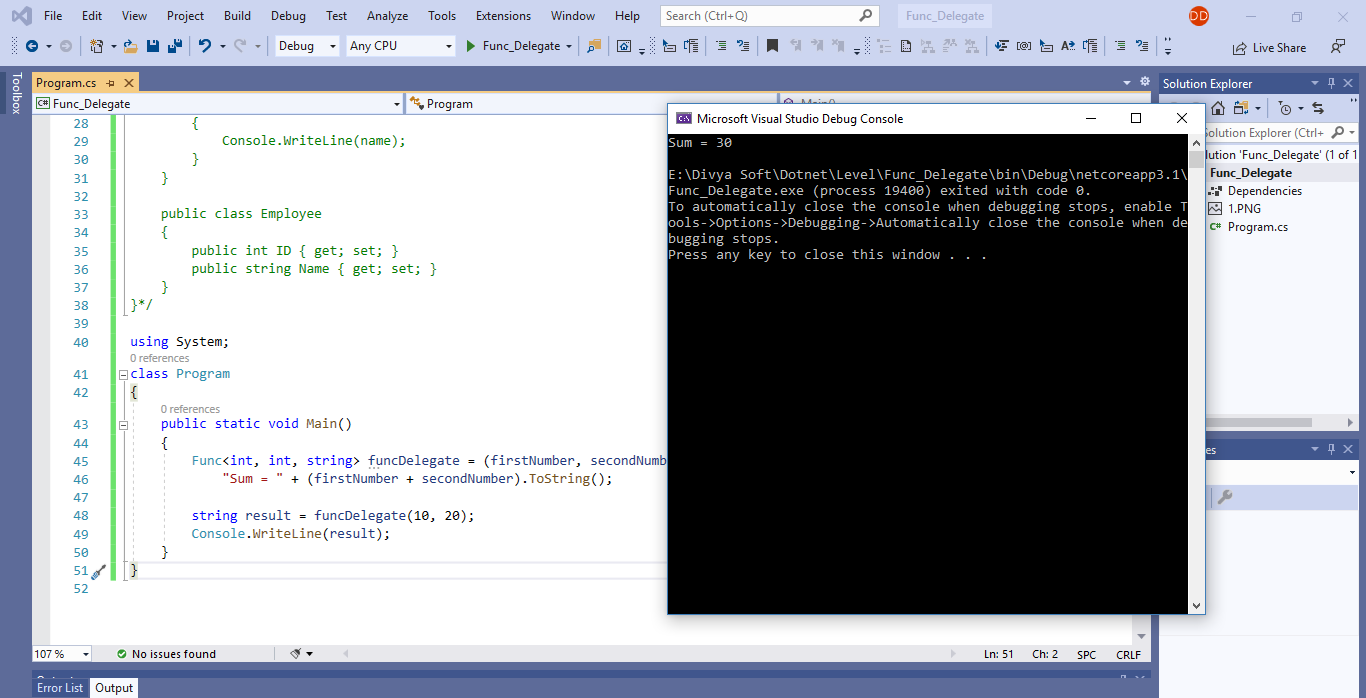 File Edit View Project Build Debug Test Analyze Tools Extensions Window Help Search (Ctrl+Q) Func_Delegate DD
Debug Any CPU Func_Delegate Live Share
Toolbox
Program.cs
C# Func_Delegate Program Main()
28 {
29 Console.WriteLine(name);
30 }
31 }
32
33 public class Employee
34 {
35 public int ID { get; set; }
36 public string Name { get; set; }
37 }
38 }*/
39
40 using System;
0 references
41 class Program
42 {
0 references
43 public static void Main()
44 {
45 Func<int, int, string> funcDelegate = (firstNumber, secondNumb
46 "Sum = " + (firstNumber + secondNumber).ToString();
47
48 string result = funcDelegate(10, 20);
49 Console.WriteLine(result);
50 }
51 }
52
107 % No issues found Ln: 51 Ch: 2 SPC CRLF
Error List Output
C:\ Microsoft Visual Studio Debug Console
Sum = 30
E:\Divya Soft\Dotnet\Level\Func_Delegate\bin\Debug\netcoreapp3.1\
Func_Delegate.exe (process 19400) exited with code 0.
To automatically close the console when debugging stops, enable T
ools->Options->Debugging->Automatically close the console when de
bugging stops.
Press any key to close this window . . .
Solution Explorer
Solution Explorer (Ctrl+
lution 'Func_Delegate' (1 of 1
Func_Delegate
Dependencies
1.PNG
C# Program.cs
es